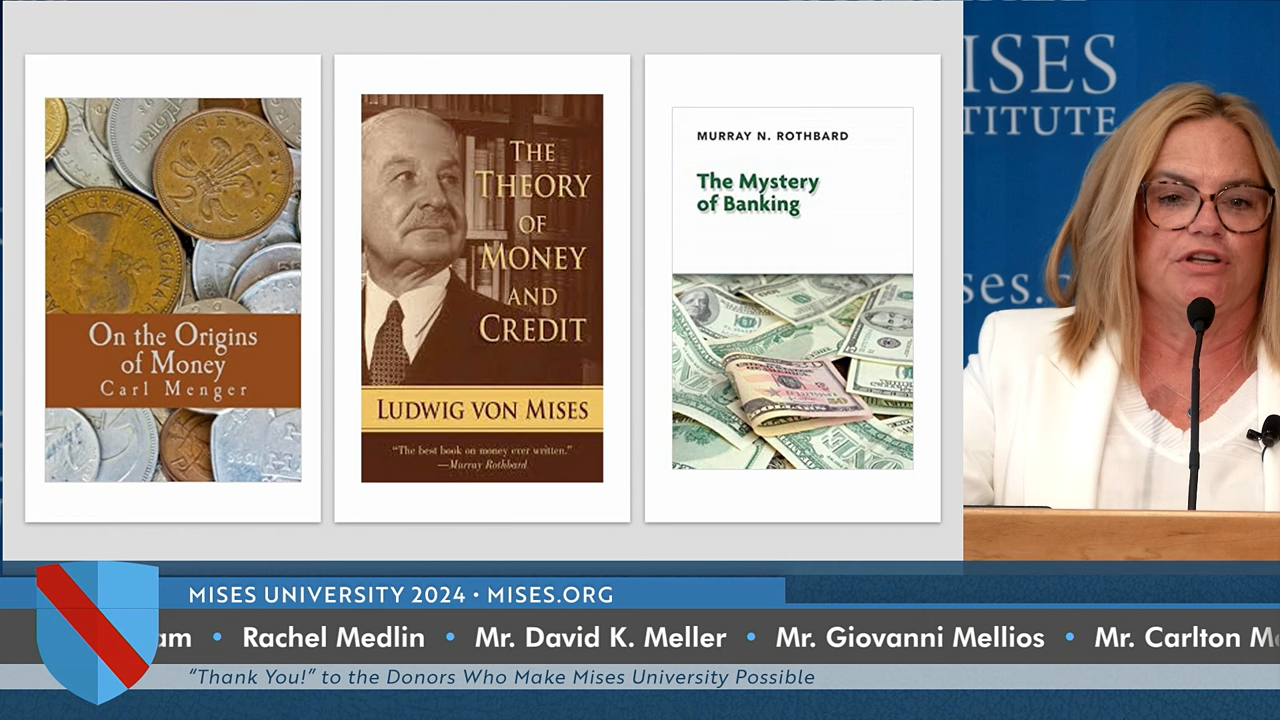 On the Origins
of Money
Carl Menger
THE
THEORY
OF
MONEY
AND
CREDIT
LUDWIG VON MISES
“The best book on money ever written.”
—Murray Rothbard
MURRAY N. ROTHBARD
The Mystery
of Banking
ISES
TITUTE
ses.
MISES UNIVERSITY 2024 • MISES.ORG
am • Rachel Medlin • Mr. David K. Meller • Mr. Giovanni Mellios • Mr. Carlton
“Thank You!” to the Donors Who Make Mises University Possible